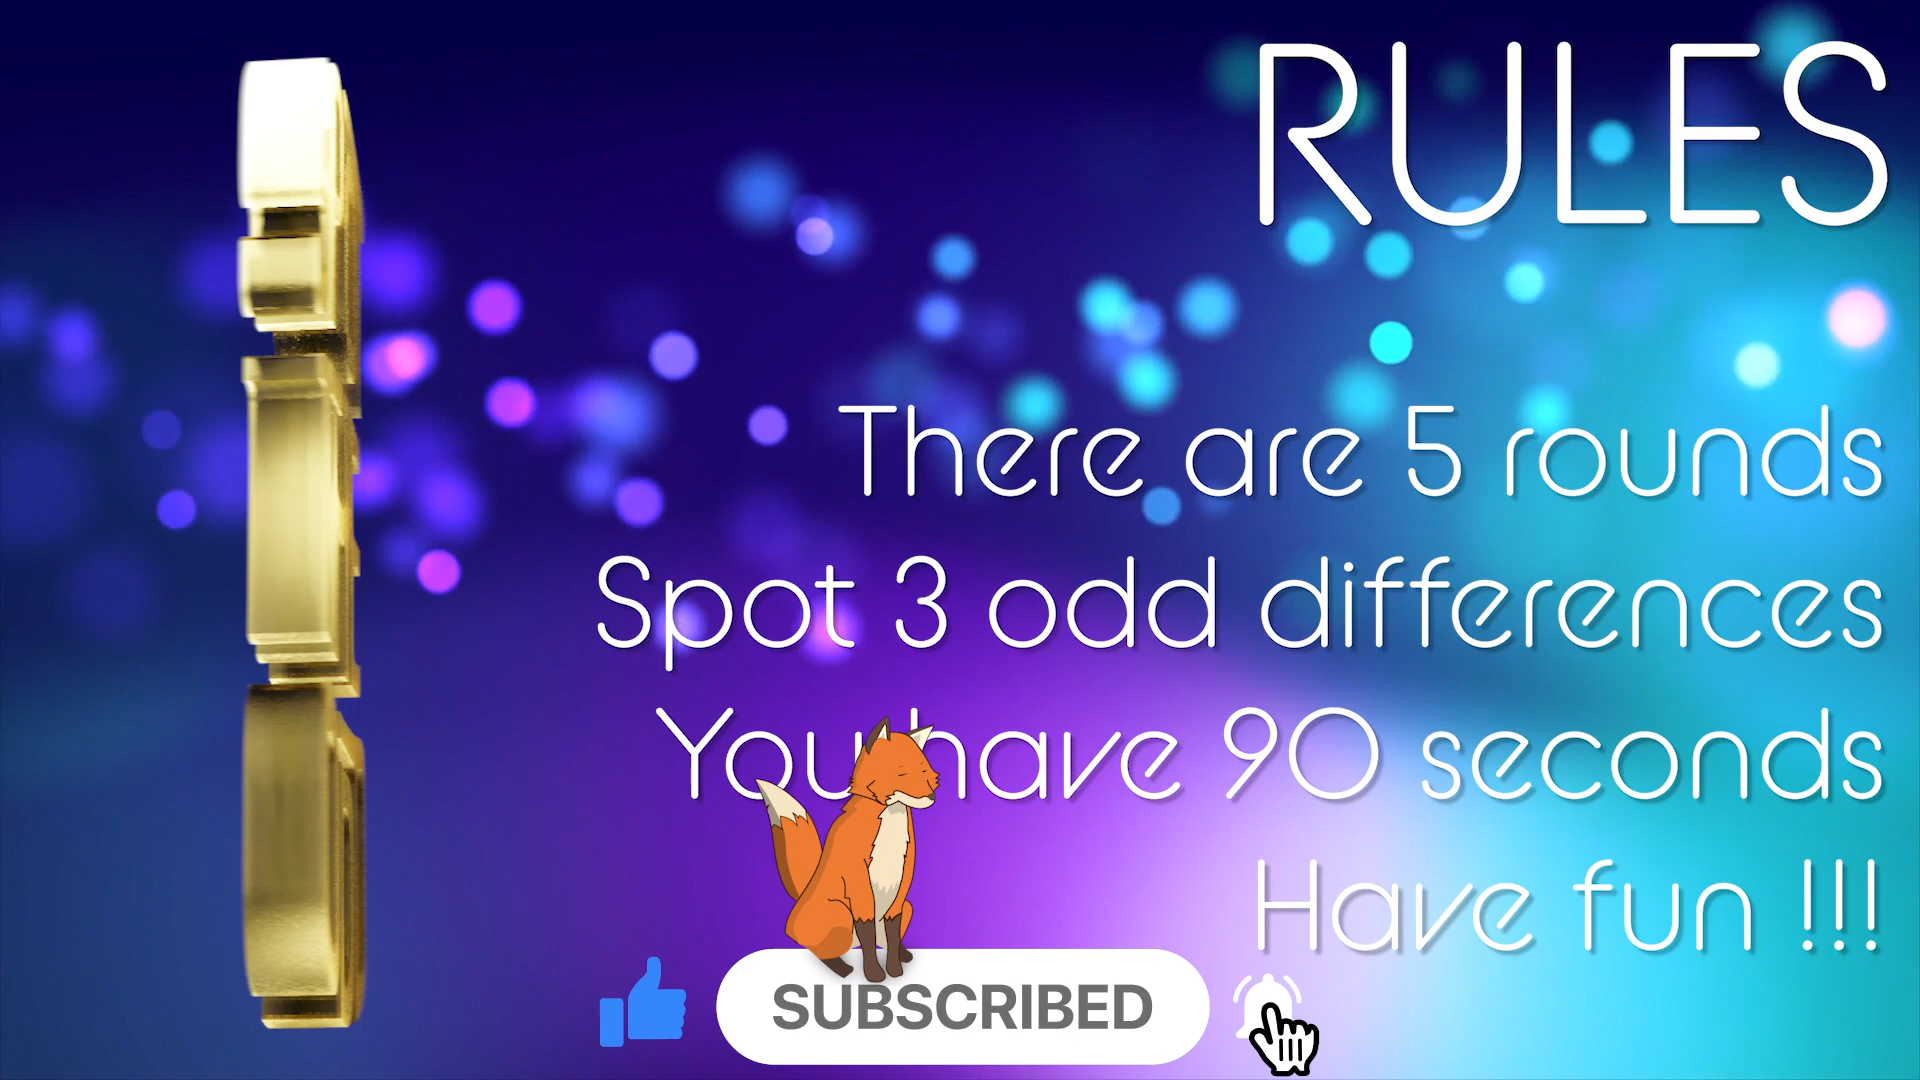 RULES
There are 5 rounds
Spot 3 odd differences
You have 90 seconds
Have fun !!!
SUBSCRIBED